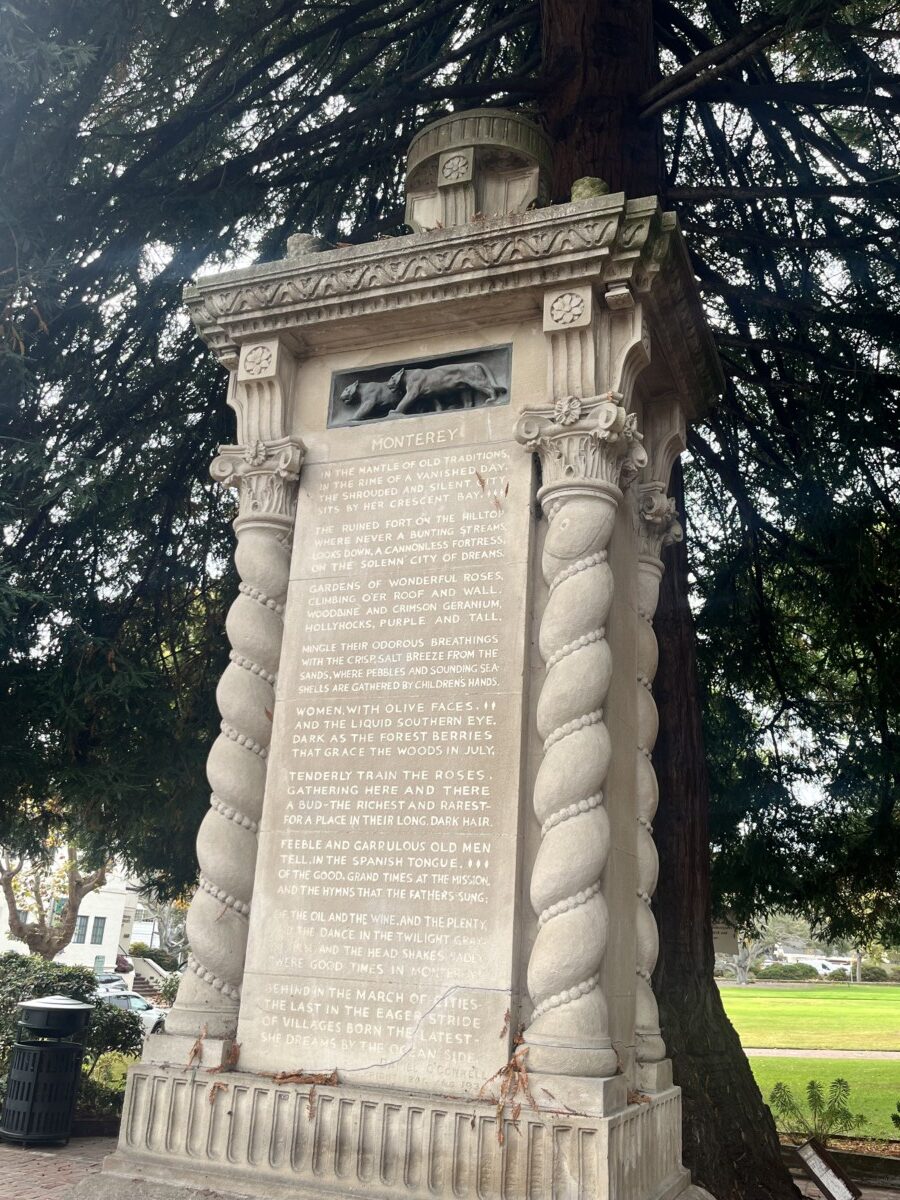 MONTEREY
IN THE MANTLE OF OLD TRADITIONS,
IN THE RIME OF A VANISHED DAY,
THE SHROUDED AND SILENT CITY
SITS BY HER CRESCENT BAY.
THE RUINED FORT ON THE HILLTOP
WHERE NEVER A BUNTING STREAMS,
LOOKS DOWN, A CANNONLESS FORTRESS,
ON THE SOLEMN CITY OF DREAMS.
GARDENS OF WONDERFUL ROSES,
CLIMBING O'ER ROOF AND WALL,
WOODBINE AND CRIMSON GERANIUM,
HOLLYHOCKS, PURPLE AND TALL,
MINGLE THEIR ODOROUS BREATHINGS
WITH THE CRISP, SALT BREEZE FROM THE
SANDS, WHERE PEBBLES AND SOUNDING SEA-
SHELLS ARE GATHERED BY CHILDREN'S HANDS.
WOMEN, WITH OLIVE FACES,
AND THE LIQUID SOUTHERN EYE,
DARK AS THE FOREST BERRIES
THAT GRACE THE WOODS IN JULY,
TENDERLY TRAIN THE ROSES,
GATHERING HERE AND THERE
A BUD-THE RICHEST AND RAREST-
FOR A PLACE IN THEIR LONG, DARK HAIR.
FEEBLE AND GARRULOUS OLD MEN
TELL, IN THE SPANISH TONGUE,
OF THE GOOD, GRAND TIMES AT THE MISSION,
AND THE HYMNS THAT THE FATHERS SUNG;
OF THE OIL AND THE WINE, AND THE PLENTY,
THE DANCE IN THE TWILIGHT GRAY,
AND THE HEAD SHAKES
WERE GOOD TIMES IN
BEHIND IN THE MARCH OF CITIES-
THE LAST IN THE EAGER STRIDE
OF VILLAGES BORN THE LATEST-
SHE DREAMS BY THE OCEAN SIDE.
O'CONNELL